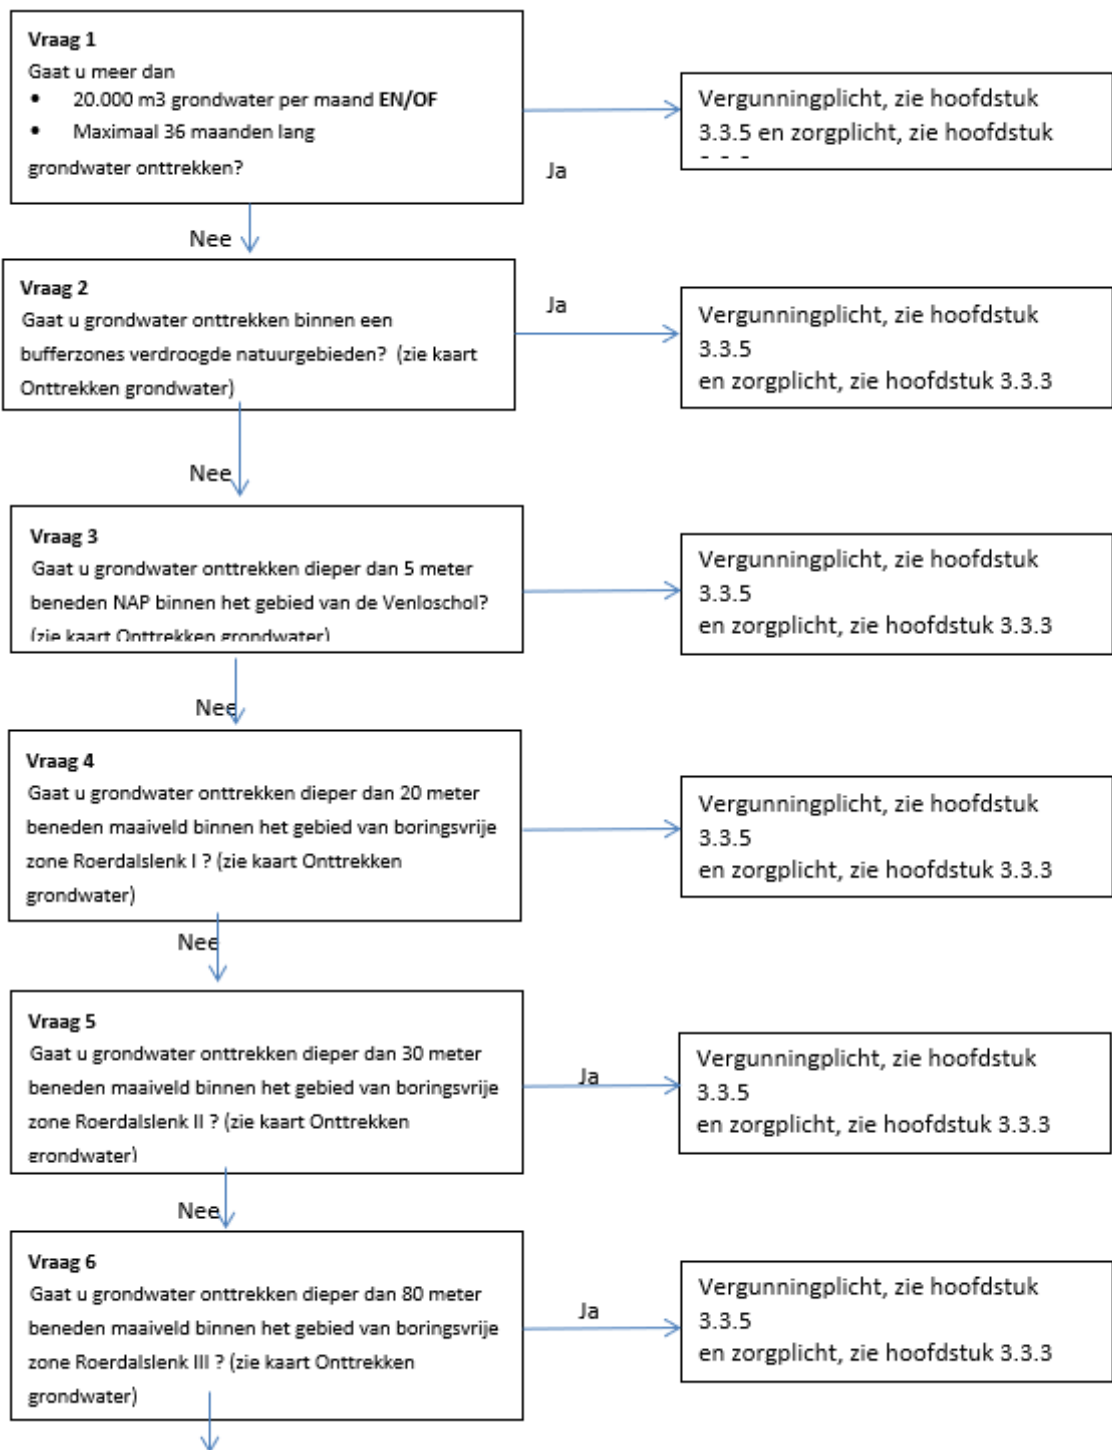 Vraag 1
Gaat u meer dan
• 20.000 m3 grondwater per maand EN/OF
• Maximaal 36 maanden lang
grondwater onttrekken?
Ja
Vergunningplicht, zie hoofdstuk
3.3.5 en zorgplicht, zie hoofdstuk
Nee
Vraag 2
Gaat u grondwater onttrekken binnen een
bufferzones verdroogde natuurgebieden? (zie kaart
Onttrekken grondwater)
Ja
Vergunningplicht, zie hoofdstuk
3.3.5
en zorgplicht, zie hoofdstuk 3.3.3
Nee
Vraag 3
Gaat u grondwater onttrekken dieper dan 5 meter
beneden NAP binnen het gebied van de Venloschol?
(zie kaart Onttrekken grondwater)
Vergunningplicht, zie hoofdstuk
3.3.5
en zorgplicht, zie hoofdstuk 3.3.3
Nee
Vraag 4
Gaat u grondwater onttrekken dieper dan 20 meter
beneden maaiveld binnen het gebied van boringsvrije
zone Roerdalslenk I ? (zie kaart Onttrekken
grondwater)
Vergunningplicht, zie hoofdstuk
3.3.5
en zorgplicht, zie hoofdstuk 3.3.3
Nee
Vraag 5
Gaat u grondwater onttrekken dieper dan 30 meter
beneden maaiveld binnen het gebied van boringsvrije
zone Roerdalslenk II ? (zie kaart Onttrekken
grondwater)
Ja
Vergunningplicht, zie hoofdstuk
3.3.5
en zorgplicht, zie hoofdstuk 3.3.3
Nee
Vraag 6
Gaat u grondwater onttrekken dieper dan 80 meter
beneden maaiveld binnen het gebied van boringsvrije
zone Roerdalslenk III ? (zie kaart Onttrekken
grondwater)
Ja
Vergunningplicht, zie hoofdstuk
3.3.5
en zorgplicht, zie hoofdstuk 3.3.3